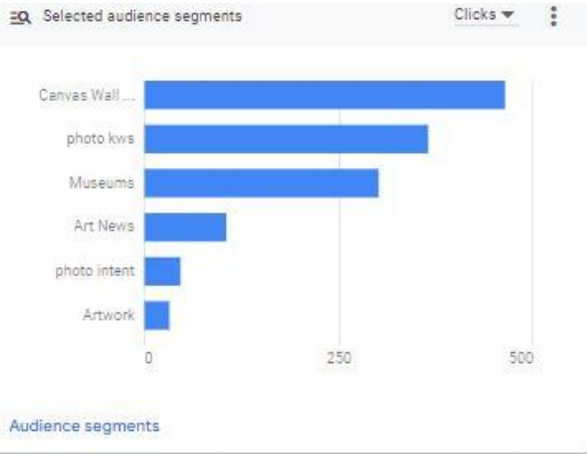 Selected audience segments Clicks
Canvas Wall ...
photo kws
Museums
Art News
photo intent
Artwork
0 250 500
Audience segments